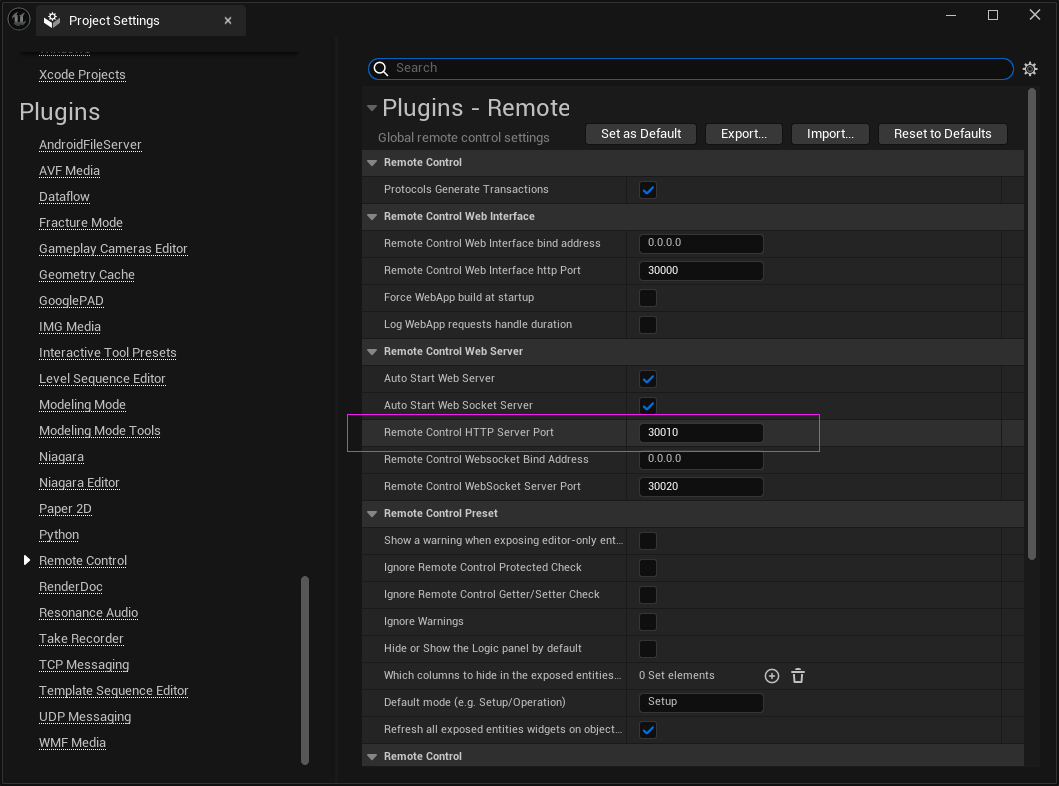 Project Settings
Xcode Projects
Plugins
AndroidFileServer
AVF Media
Dataflow
Fracture Mode
Gameplay Cameras Editor
Geometry Cache
GooglePAD
IMG Media
Interactive Tool Presets
Level Sequence Editor
Modeling Mode
Modeling Mode Tools
Niagara
Niagara Editor
Paper 2D
Python
Remote Control
RenderDoc
Resonance Audio
Take Recorder
TCP Messaging
Template Sequence Editor
UDP Messaging
WMF Media
Search
Plugins - Remote
Global remote control settings
Set as Default
Export...
Import...
Reset to Defaults
Remote Control
Protocols Generate Transactions
Remote Control Web Interface
Remote Control Web Interface bind address 0.0.0.0
Remote Control Web Interface http Port 30000
Force WebApp build at startup
Log WebApp requests handle duration
Remote Control Web Server
Auto Start Web Server
Auto Start Web Socket Server
Remote Control HTTP Server Port 30010
Remote Control Websocket Bind Address 0.0.0.0
Remote Control WebSocket Server Port 30020
Remote Control Preset
Show a warning when exposing editor-only ent...
Ignore Remote Control Protected Check
Ignore Remote Control Getter/Setter Check
Ignore Warnings
Hide or Show the Logic panel by default
Which columns to hide in the exposed entities... 0 Set elements
Default mode (e.g. Setup/Operation) Setup
Refresh all exposed entities widgets on object...
Remote Control